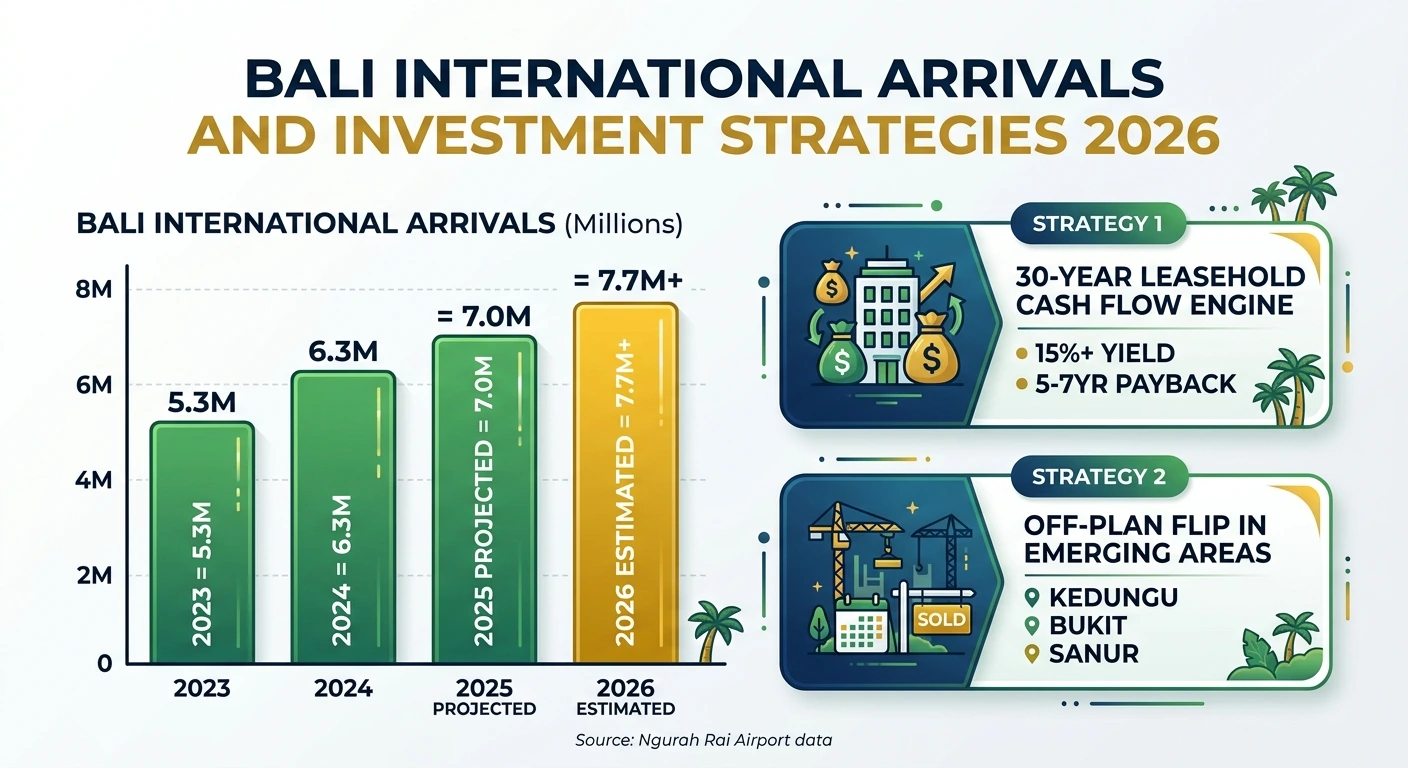 BALI INTERNATIONAL ARRIVALS
AND INVESTMENT STRATEGIES 2026
BALI INTERNATIONAL ARRIVALS (Millions)
8M
6M
4M
2M
0
5.3M
6.3M
= 7.0M
= 7.7M+
2023 = 5.3M
2024 = 6.3M
2025 PROJECTED = 7.0M
2026 ESTIMATED = 7.7M+
2023
2024
2025
PROJECTED
2026
ESTIMATED
STRATEGY 1
$
$
$
30-YEAR LEASEHOLD
CASH FLOW ENGINE
15%+ YIELD
5-7YR PAYBACK
STRATEGY 2
SOLD
OFF-PLAN FLIP IN
EMERGING AREAS
KEDUNGU
BUKIT
SANUR
Source: Ngurah Rai Airport data